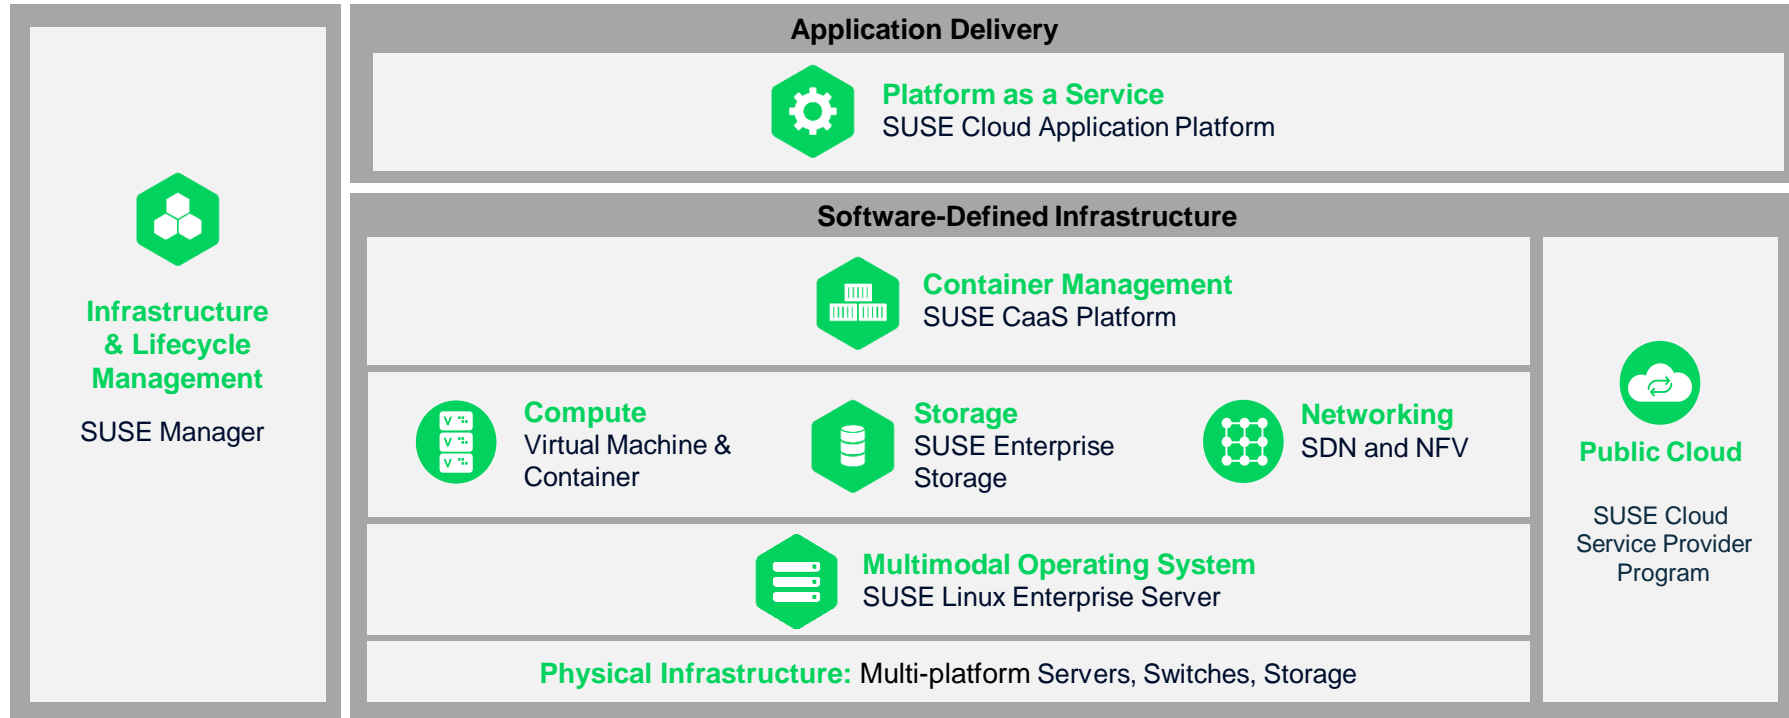 Infrastructure
& Lifecycle
Management
SUSE Manager
Application Delivery
Platform as a Service
SUSE Cloud Application Platform
Software-Defined Infrastructure
Container Management
SUSE CaaS Platform
Compute
Virtual Machine &
Container
Storage
SUSE Enterprise
Storage
Networking
SDN and NFV
Multimodal Operating System
SUSE Linux Enterprise Server
Physical Infrastructure: Multi-platform Servers, Switches, Storage
Public Cloud
SUSE Cloud
Service Provider
Program